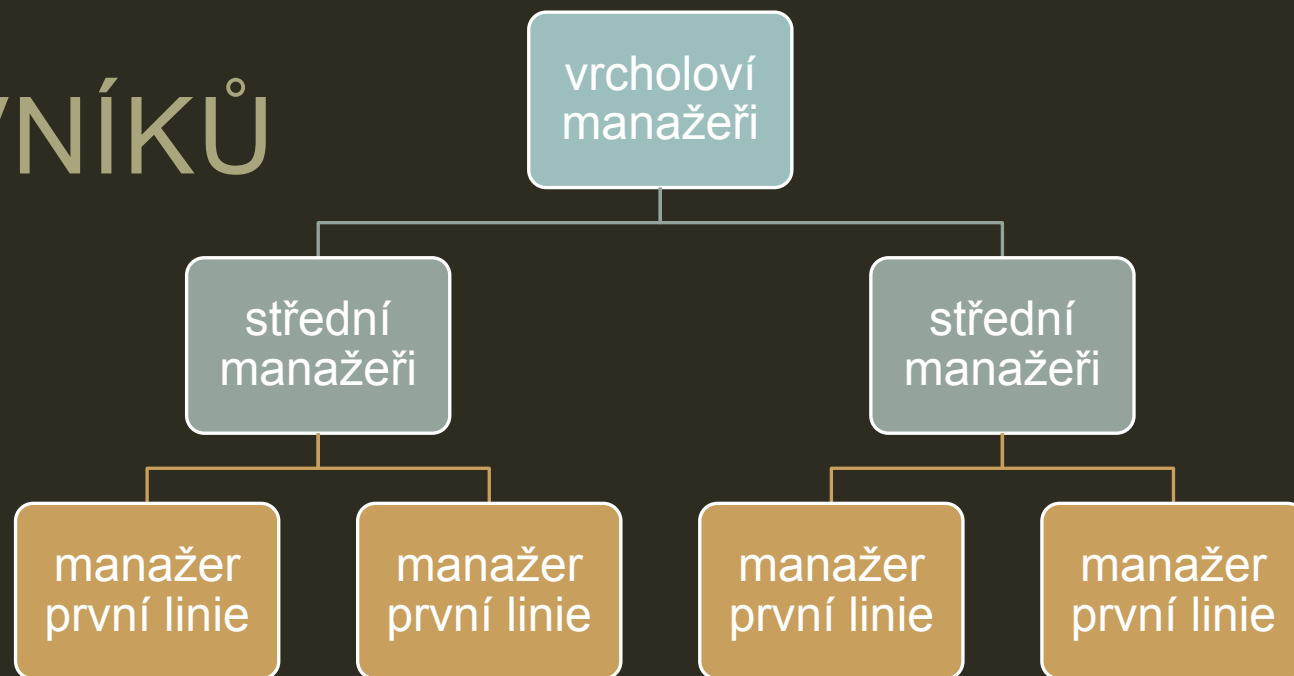 VNÍKŮ
vrcholoví
manažeři
střední
manažeři
střední
manažeři
manažer
první linie
manažer
první linie
manažer
první linie
manažer
první linie